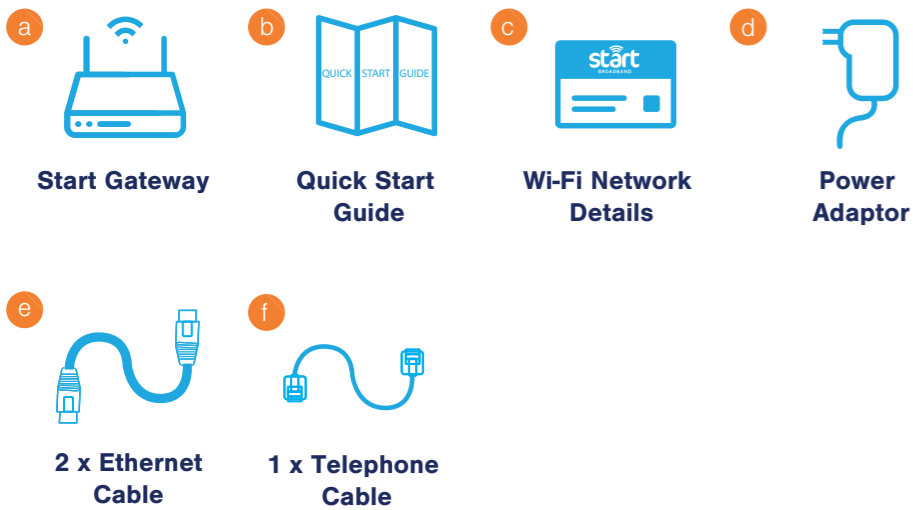 a
b
c
d
QUICK START GUIDE
start
BROADBAND
Start Gateway
Quick Start
Guide
Wi-Fi Network
Details
Power
Adaptor
e
f
2 x Ethernet
Cable
1 x Telephone
Cable